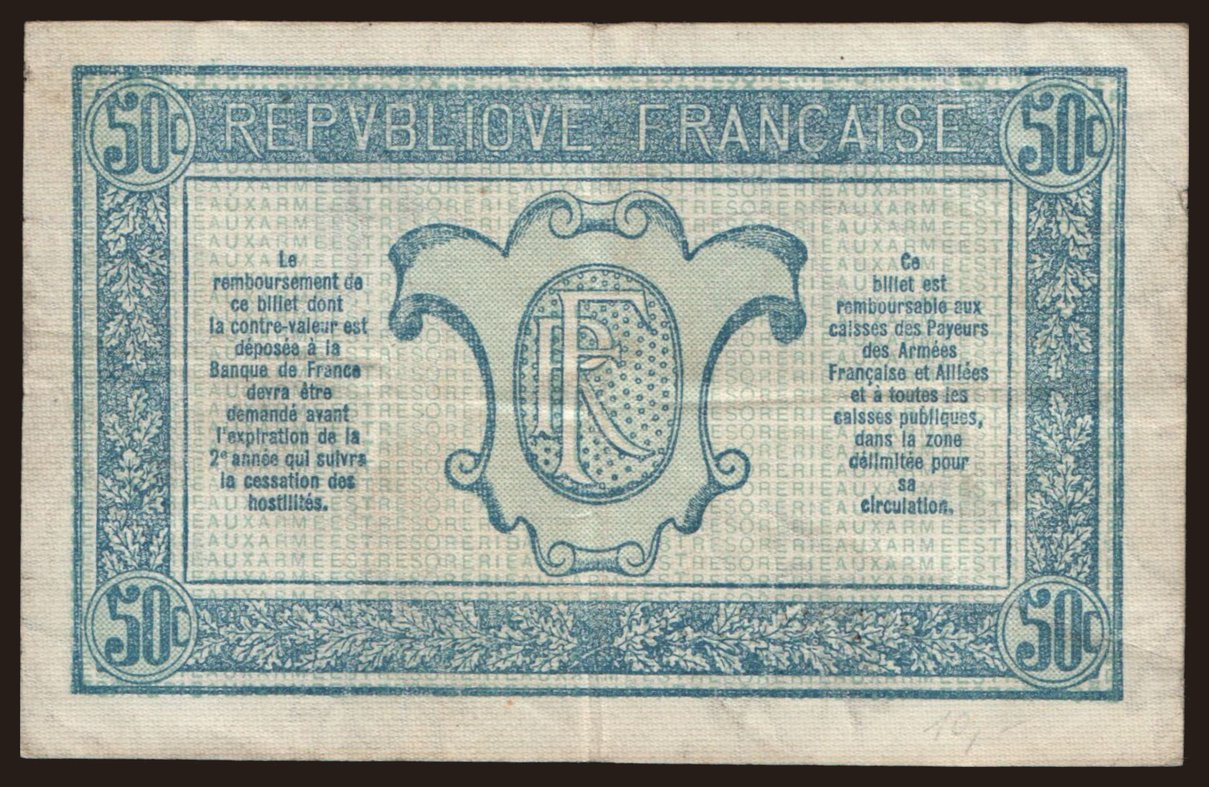 50c REPVBLIQVE FRANÇAISE 50c
Le
remboursement de
ce billet dont
la contre-valeur est
déposée à la
Banque de France
devra être
demandé avant
l'expiration de la
2e année qui suivra
la cessation des
hostilités.
RF
Ce
billet est
remboursable aux
caisses des Payeurs
des Armées
Française et Alliées
et à toutes les
caisses publiques,
dans la zone
délimitée pour
sa
circulation.
EAUXARMEESTRESORERIEAUXARMEEST
50c 50c
10,-